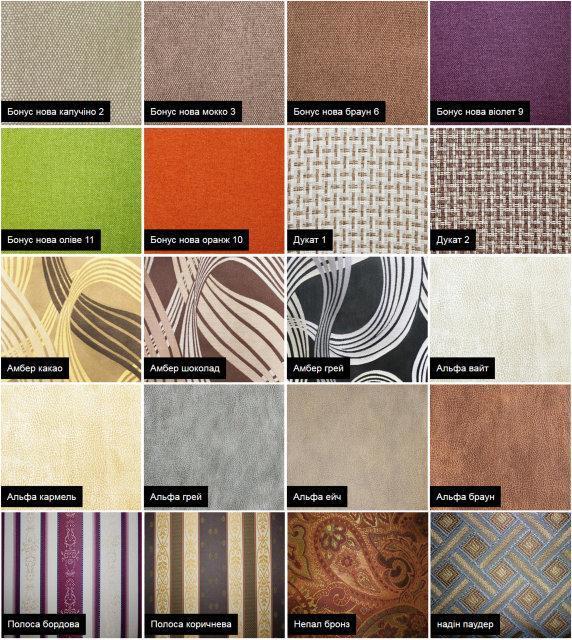 Бонус нова капучіно 2
Бонус нова мокко 3
Бонус нова браун 6
Бонус нова віолет 9
Бонус нова оліве 11
Бонус нова оранж 10
Дукат 1
Дукат 2
Амбер какао
Амбер шоколад
Амбер грей
Альфа вайт
Альфа кармель
Альфа грей
Альфа ейч
Альфа браун
Полоса бордова
Полоса коричнева
Непал бронз
надін паудер